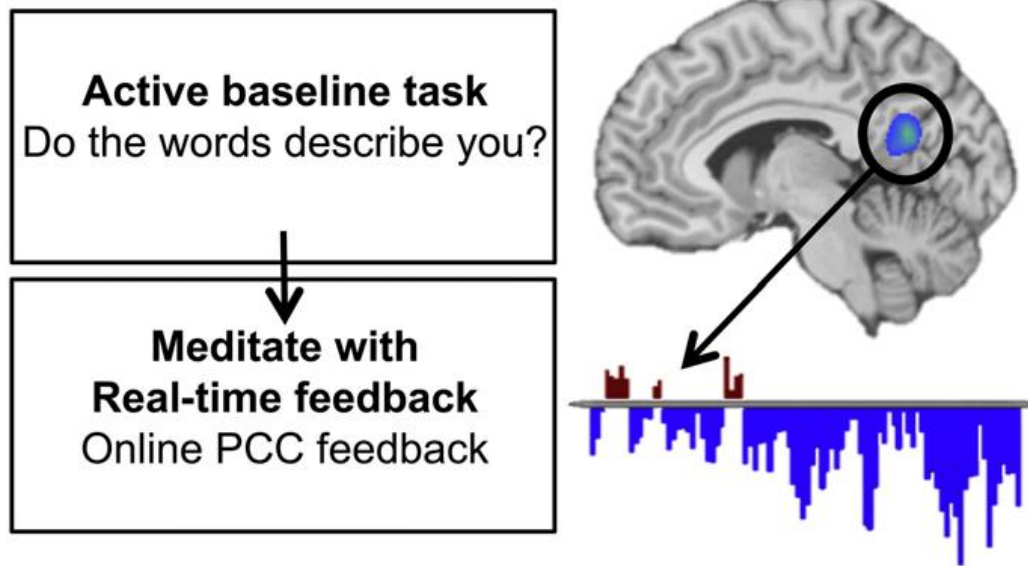 Active baseline task
Do the words describe you?
Meditate with
Real-time feedback
Online PCC feedback